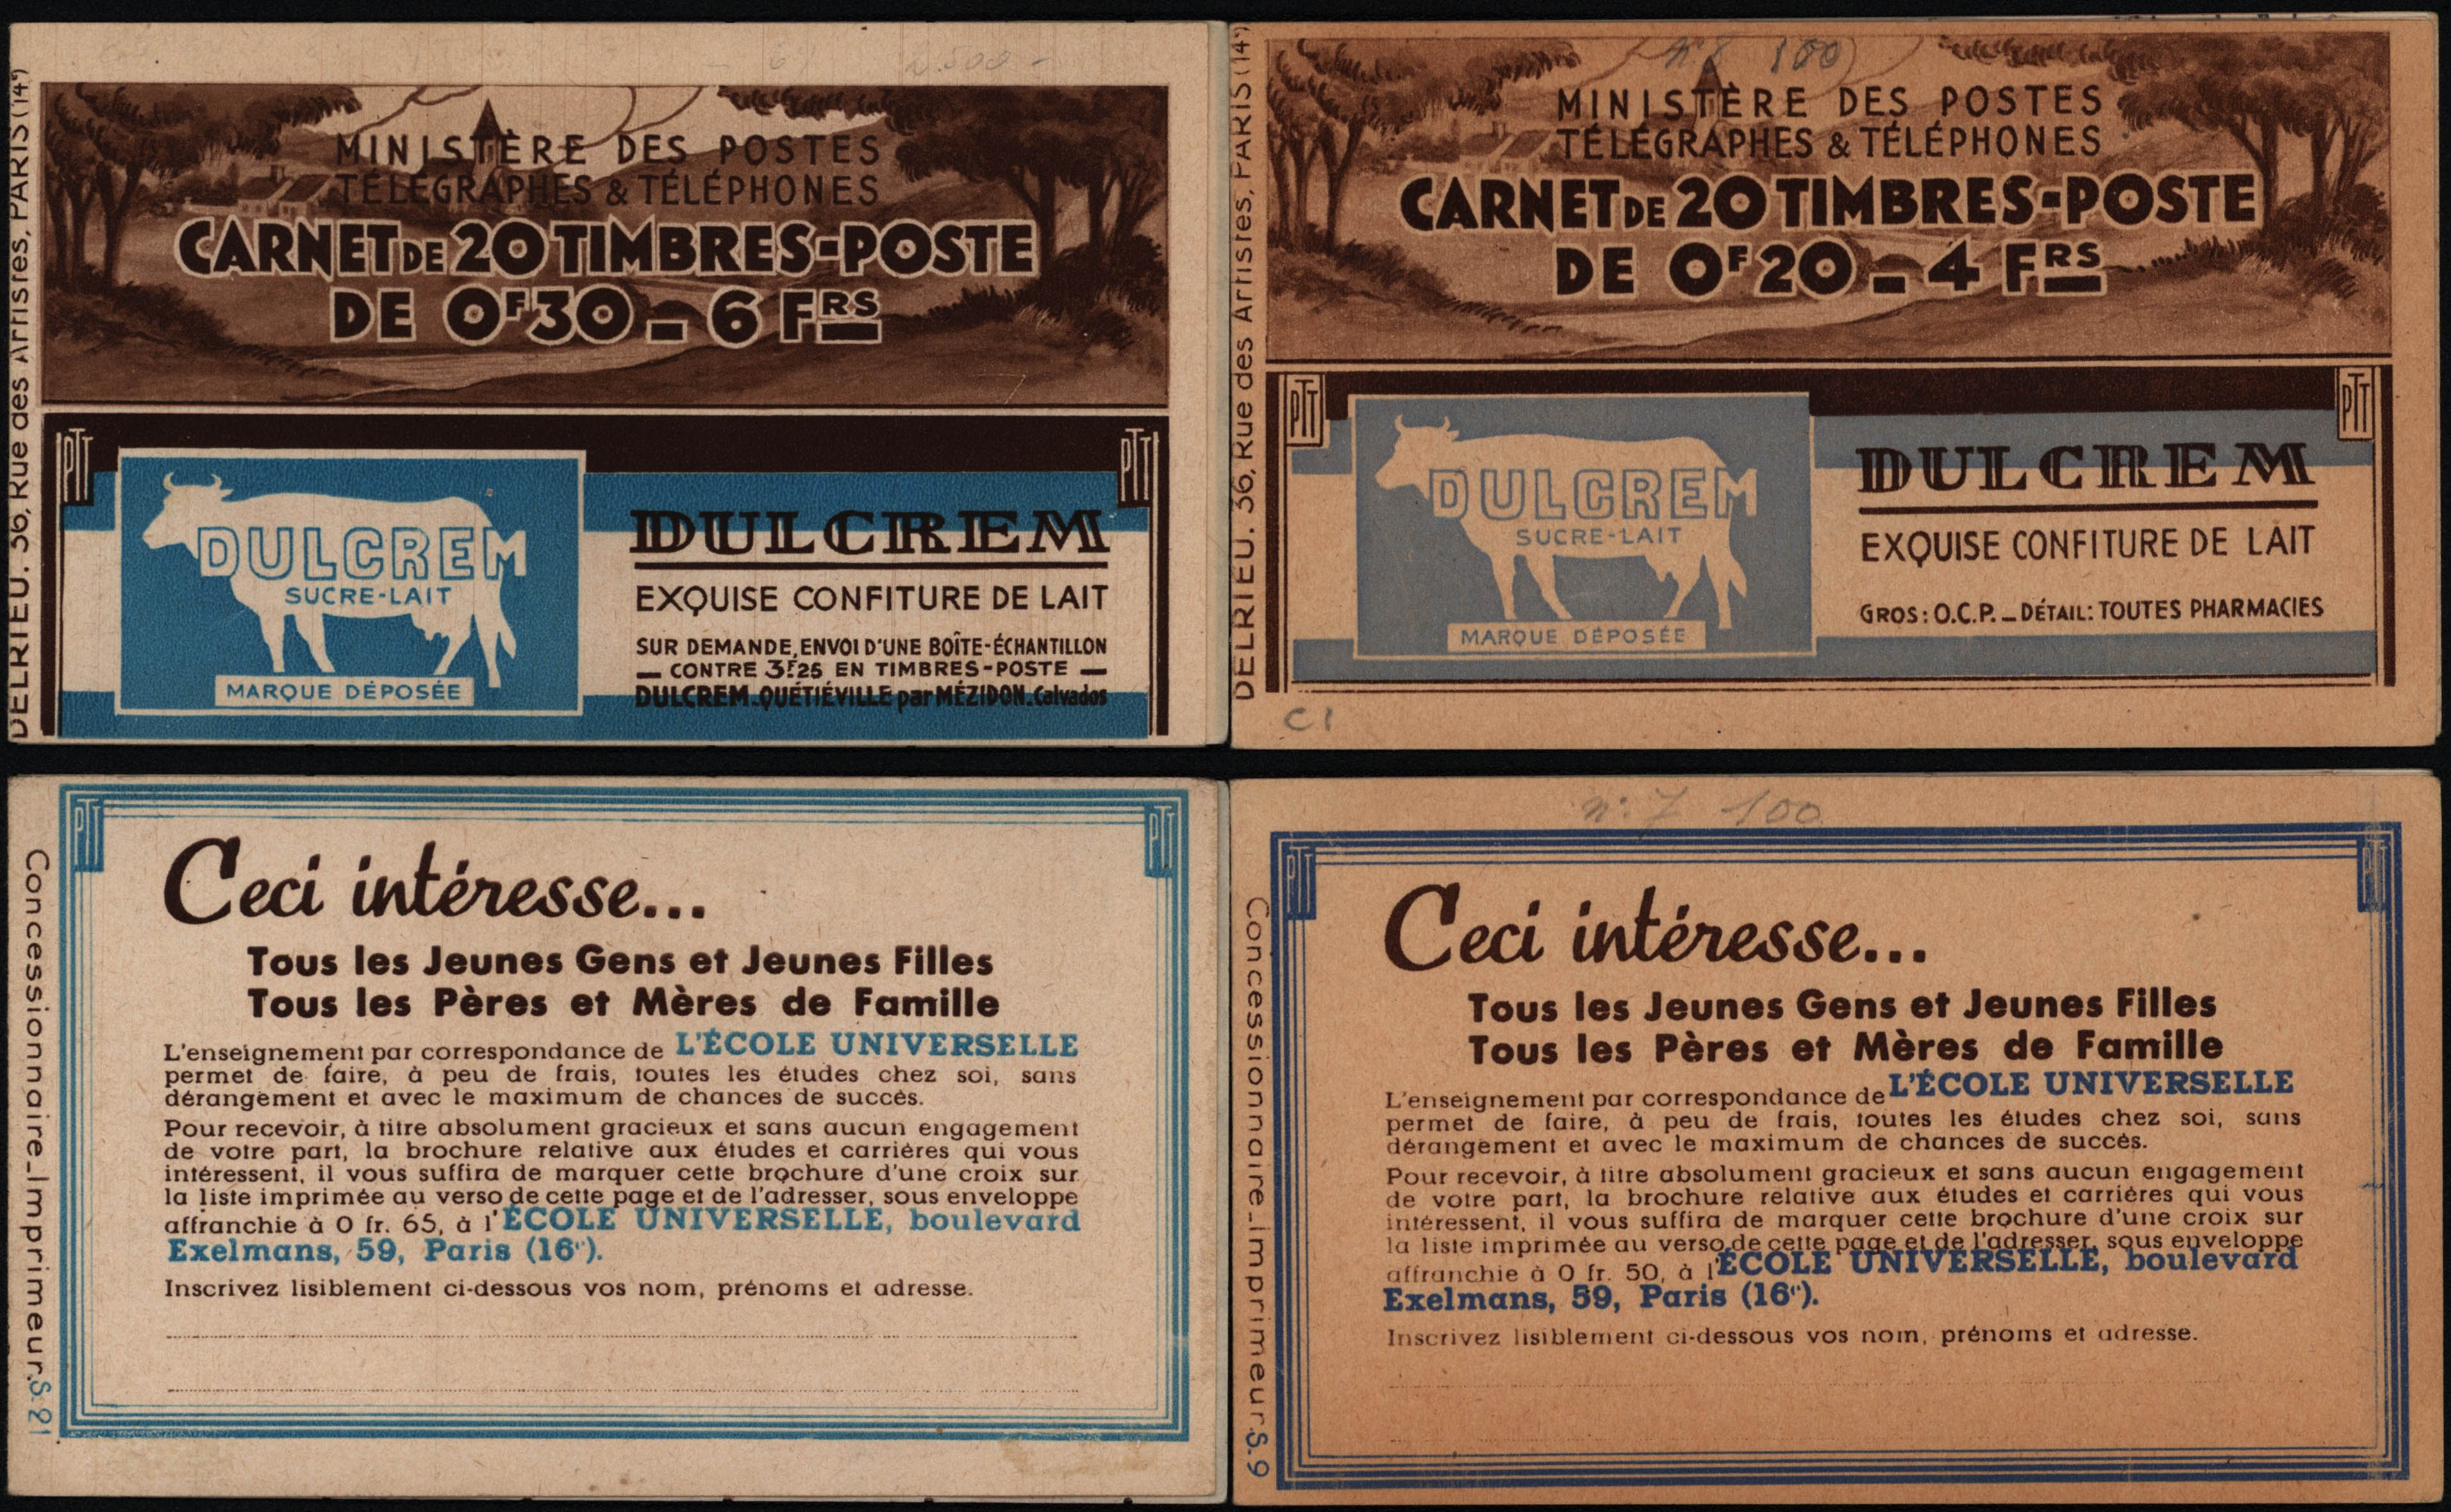 2.500 -
DELRIEU. 36, Rue des Artistes, PARIS (14e)
MINISTÈRE DES POSTES
TÉLÉGRAPHES & TÉLÉPHONES
CARNET DE 20 TIMBRES-POSTE
DE 0F30 - 6 FRS
PTT
PTT
DULCREM
SUCRE-LAIT
MARQUE DÉPOSÉE
DULCREM
EXQUISE CONFITURE DE LAIT
SUR DEMANDE, ENVOI D'UNE BOÎTE-ÉCHANTILLON
— CONTRE 3F25 EN TIMBRES-POSTE —
DULCREM_QUÉTIÉVILLE par MÉZIDON_Calvados
100
DELRIEU. 36, Rue des Artistes, PARIS (14e)
MINISTÈRE DES POSTES
TÉLÉGRAPHES & TÉLÉPHONES
CARNET DE 20 TIMBRES-POSTE
DE 0F20 - 4 FRS
PTT
PTT
DULCREM
SUCRE-LAIT
MARQUE DÉPOSÉE
DULCREM
EXQUISE CONFITURE DE LAIT
GROS: O.C.P. _ DÉTAIL: TOUTES PHARMACIES
C1
PTT
PTT
Ceci intéresse...
Tous les Jeunes Gens et Jeunes Filles
Tous les Pères et Mères de Famille
L'enseignement par correspondance de L'ÉCOLE UNIVERSELLE
permet de faire, à peu de frais, toutes les études chez soi, sans
dérangement et avec le maximum de chances de succès.
Pour recevoir, à titre absolument gracieux et sans aucun engagement
de votre part, la brochure relative aux études et carrières qui vous
intéressent, il vous suffira de marquer cette brochure d'une croix sur
la liste imprimée au verso de cette page et de l'adresser, sous enveloppe
affranchie à 0 fr. 65, à l'ÉCOLE UNIVERSELLE, boulevard
Exelmans, 59, Paris (16e).
Inscrivez lisiblement ci-dessous vos nom, prénoms et adresse.
Concessionnaire_Imprimeur. S. 21
n: 7 100
PTT
PTT
Ceci intéresse...
Tous les Jeunes Gens et Jeunes Filles
Tous les Pères et Mères de Famille
L'enseignement par correspondance de L'ÉCOLE UNIVERSELLE
permet de faire, à peu de frais, toutes les études chez soi, sans
dérangement et avec le maximum de chances de succès.
Pour recevoir, à titre absolument gracieux et sans aucun engagement
de votre part, la brochure relative aux études et carrières qui vous
intéressent, il vous suffira de marquer cette brochure d'une croix sur
la liste imprimée au verso de cette page et de l'adresser, sous enveloppe
affranchie à 0 fr. 50, à l'ÉCOLE UNIVERSELLE, boulevard
Exelmans, 59, Paris (16e).
Inscrivez lisiblement ci-dessous vos nom, prénoms et adresse.
Concessionnaire_Imprimeur. S. 9